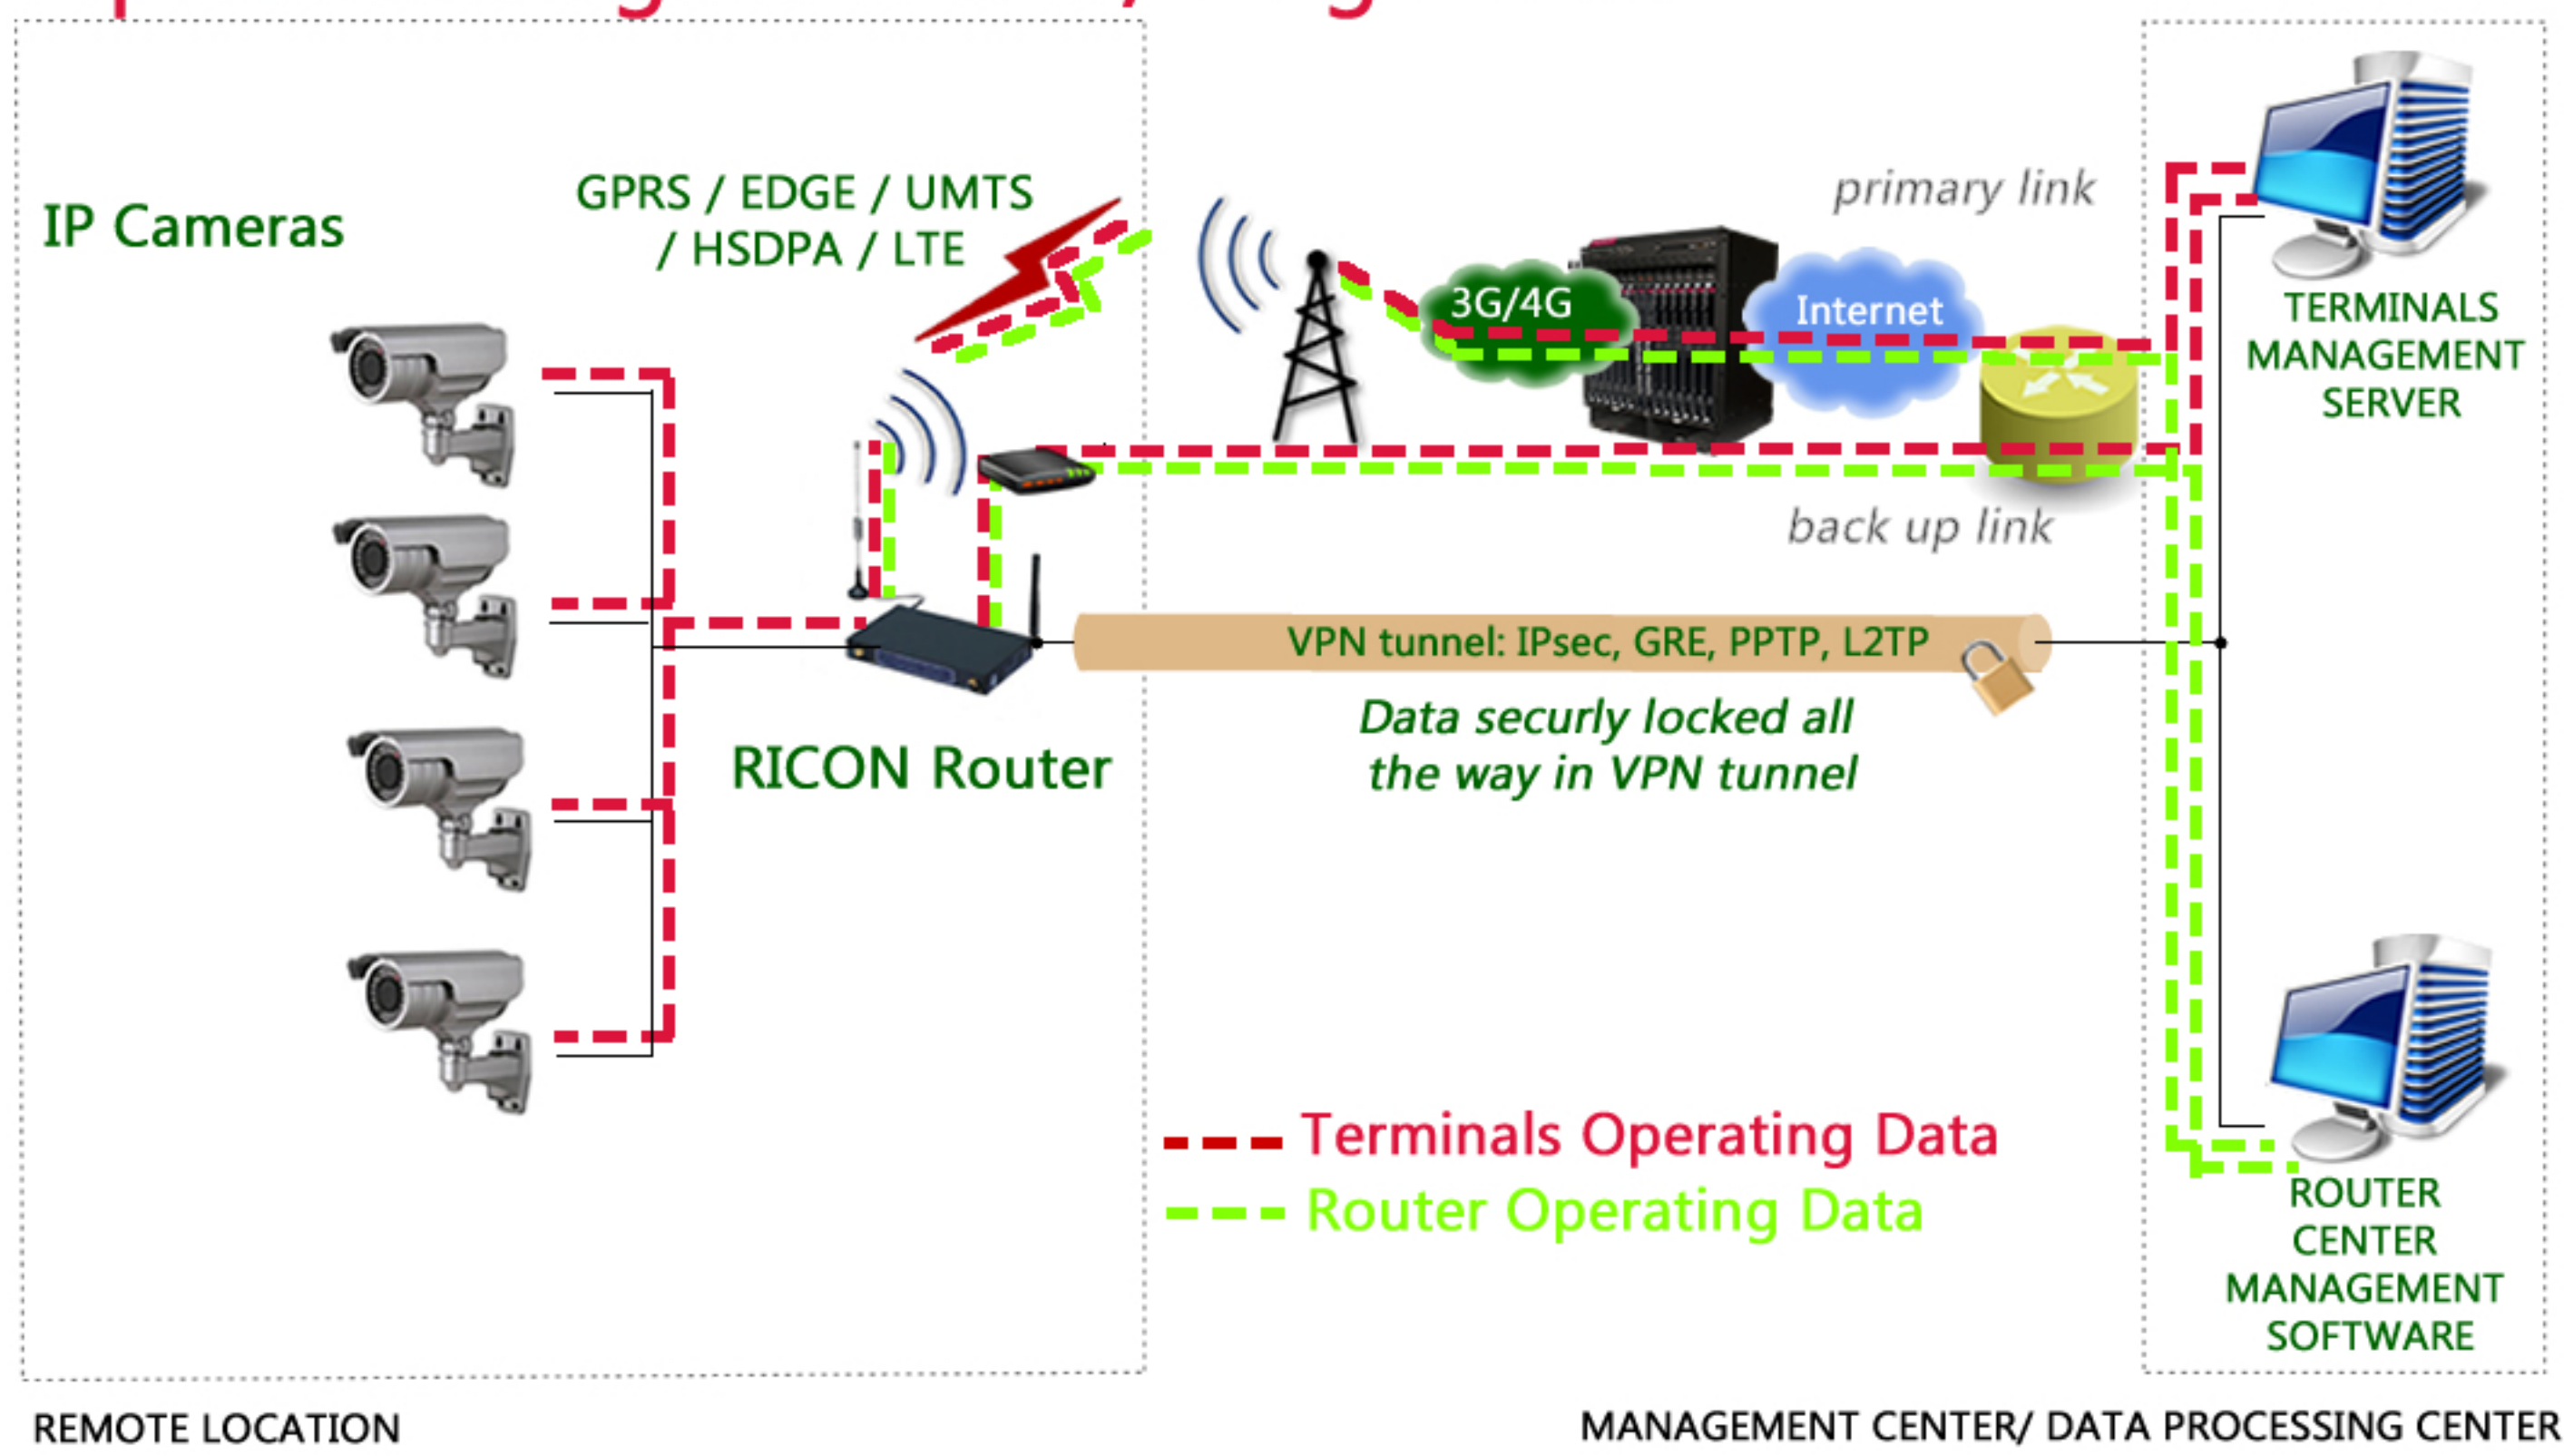 IP Cameras
GPRS / EDGE / UMTS
/ HSDPA / LTE
primary link
3G/4G
Internet
TERMINALS
MANAGEMENT
SERVER
back up link
VPN tunnel: IPsec, GRE, PPTP, L2TP
Data securly locked all
the way in VPN tunnel
RICON Router
Terminals Operating Data
Router Operating Data
ROUTER
CENTER
MANAGEMENT
SOFTWARE
REMOTE LOCATION
MANAGEMENT CENTER/ DATA PROCESSING CENTER